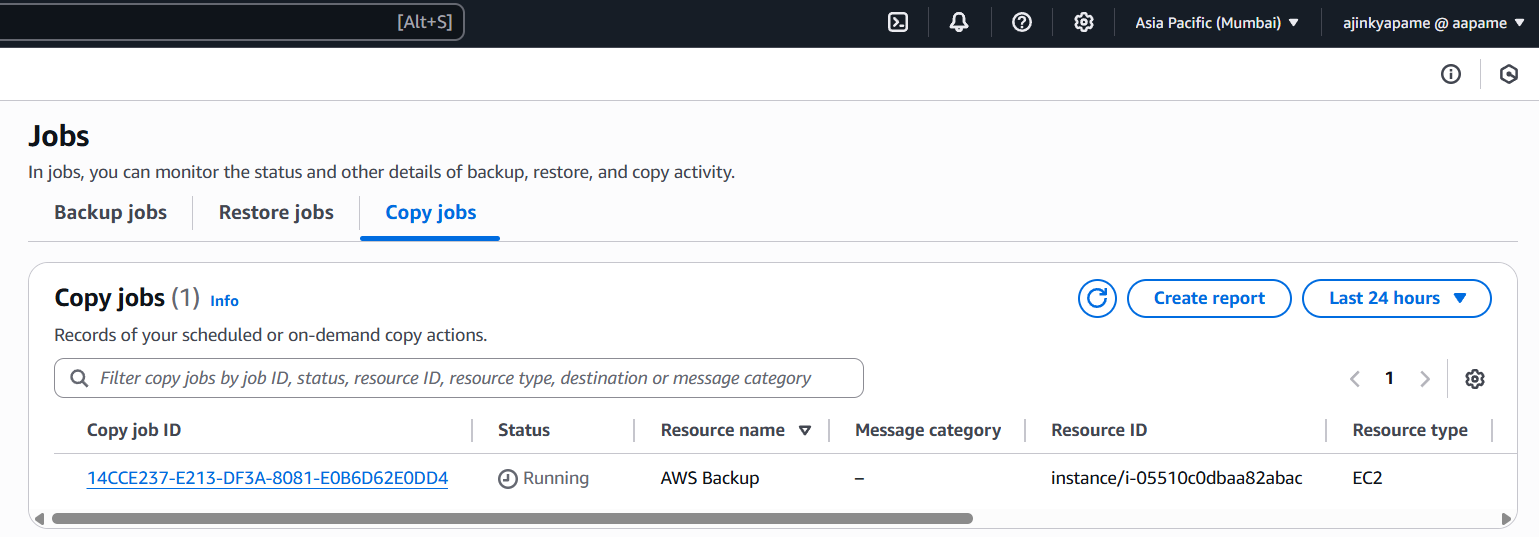 [Alt+S] Asia Pacific (Mumbai) ajinkyapame @ aapame
Jobs
In jobs, you can monitor the status and other details of backup, restore, and copy activity.
Backup jobs Restore jobs Copy jobs
Copy jobs (1) Info Create report Last 24 hours
Records of your scheduled or on-demand copy actions.
Filter copy jobs by job ID, status, resource ID, resource type, destination or message category 1
Copy job ID Status Resource name Message category Resource ID Resource type
14CCE237-E213-DF3A-8081-E0B6D62E0DD4 Running AWS Backup – instance/i-05510c0dbaa82abac EC2